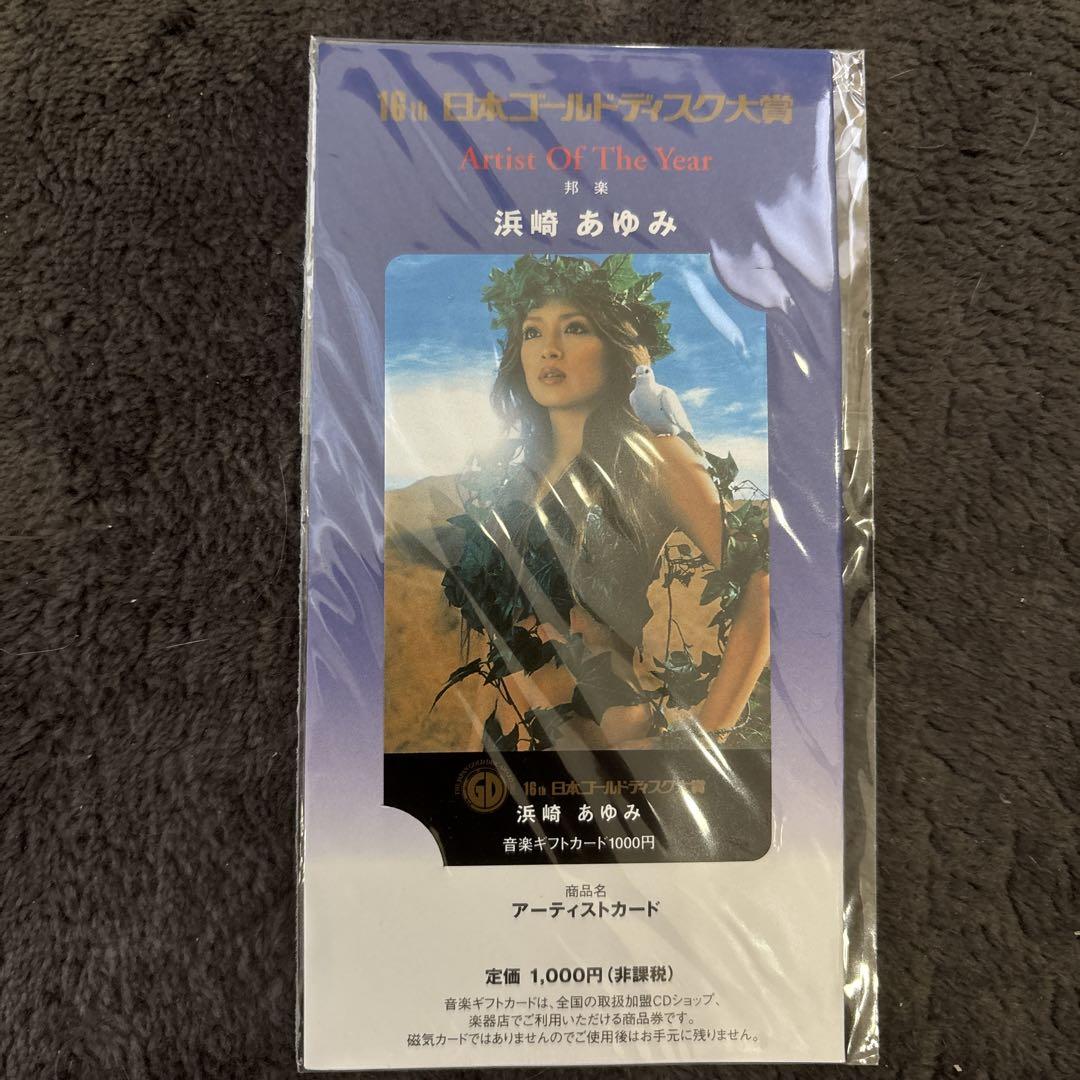 16th 日本ゴールドディスク大賞
Artist Of The Year
邦楽
浜崎 あゆみ
GD
16th 日本ゴールドディスク大賞
浜崎 あゆみ
音楽ギフトカード1000円
商品名
アーティストカード
定価 1,000円(非課税)
音楽ギフトカードは、全国の取扱加盟CDショップ、
楽器店でご利用いただける商品券です。
磁気カードではありませんのでご使用後はお手元に残りません。